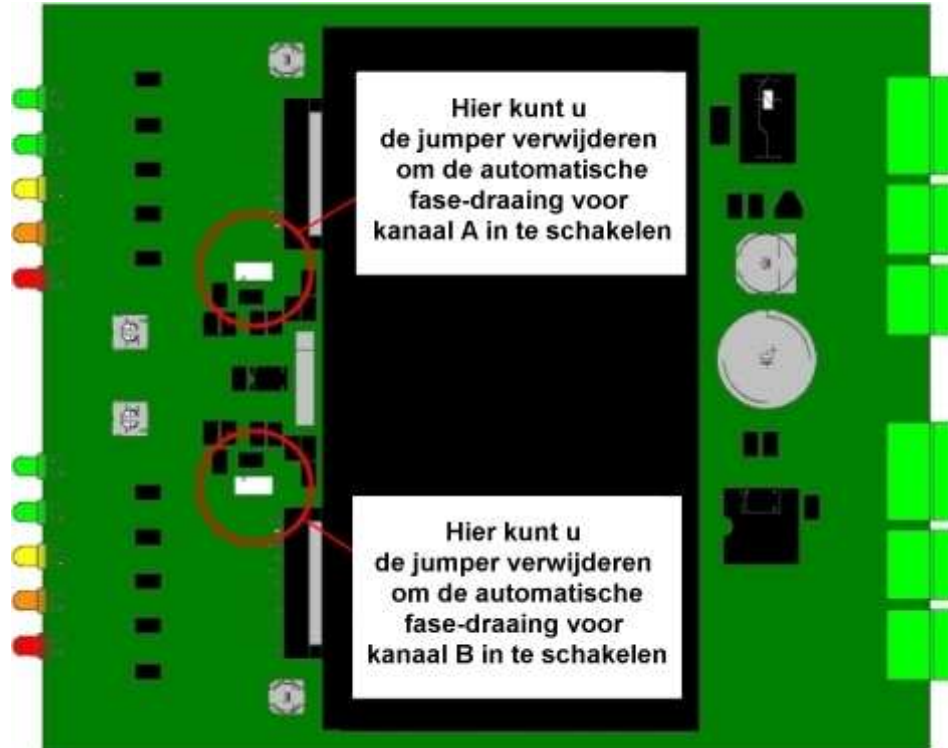 Hier kunt u
de jumper verwijderen
om de automatische
fase-draaing voor
kanaal A in te schakelen
Hier kunt u
de jumper verwijderen
om de automatische
fase-draaing voor
kanaal B in te schakelen